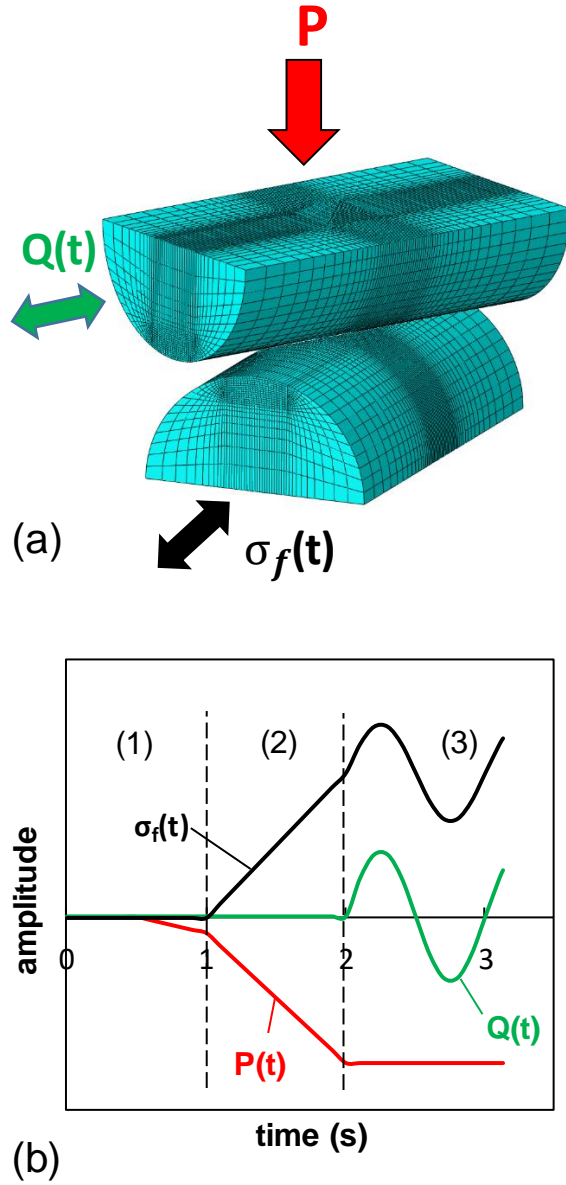 P
Q(t)
(a)
σf(t)
(1) (2) (3)
σf(t)
amplitude
0 1 2 3
Q(t)
P(t)
time (s)
(b)